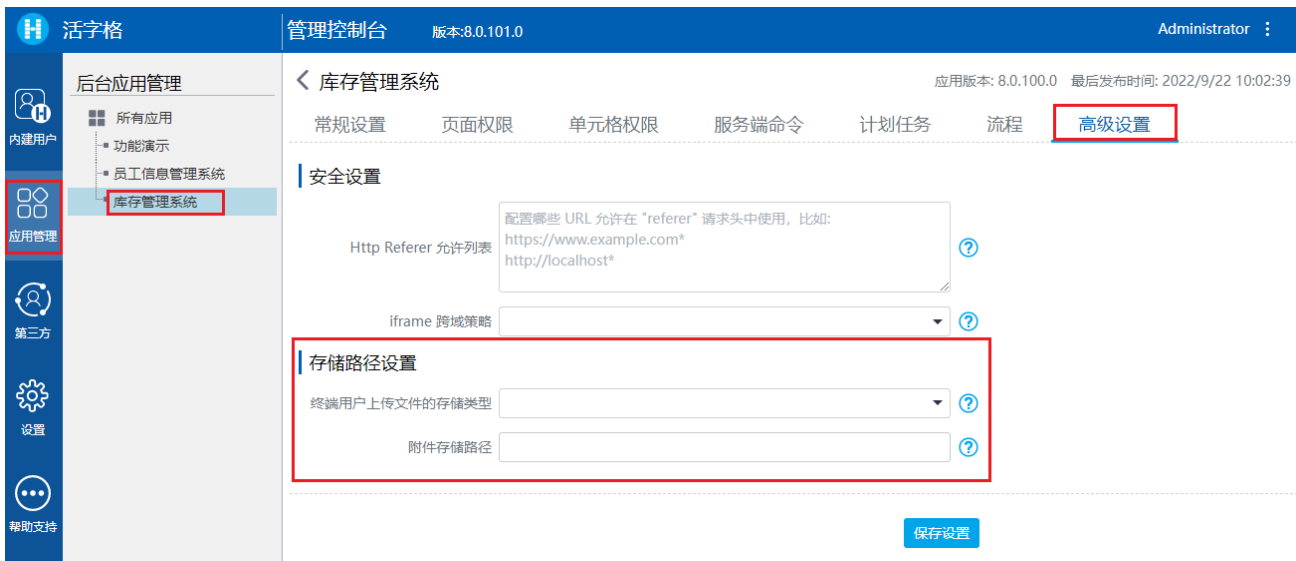 活字格
管理控制台 版本:8.0.101.0 Administrator
内建用户
应用管理
第三方
设置
帮助支持
后台应用管理
所有应用
功能演示
员工信息管理系统
库存管理系统
库存管理系统 应用版本: 8.0.100.0 最后发布时间: 2022/9/22 10:02:39
常规设置 页面权限 单元格权限 服务端命令 计划任务 流程 高级设置
安全设置
Http Referer 允许列表
配置哪些 URL 允许在 "referer" 请求头中使用，比如:
https://www.example.com*
http://localhost*
iframe 跨域策略
存储路径设置
终端用户上传文件的存储类型
附件存储路径
保存设置